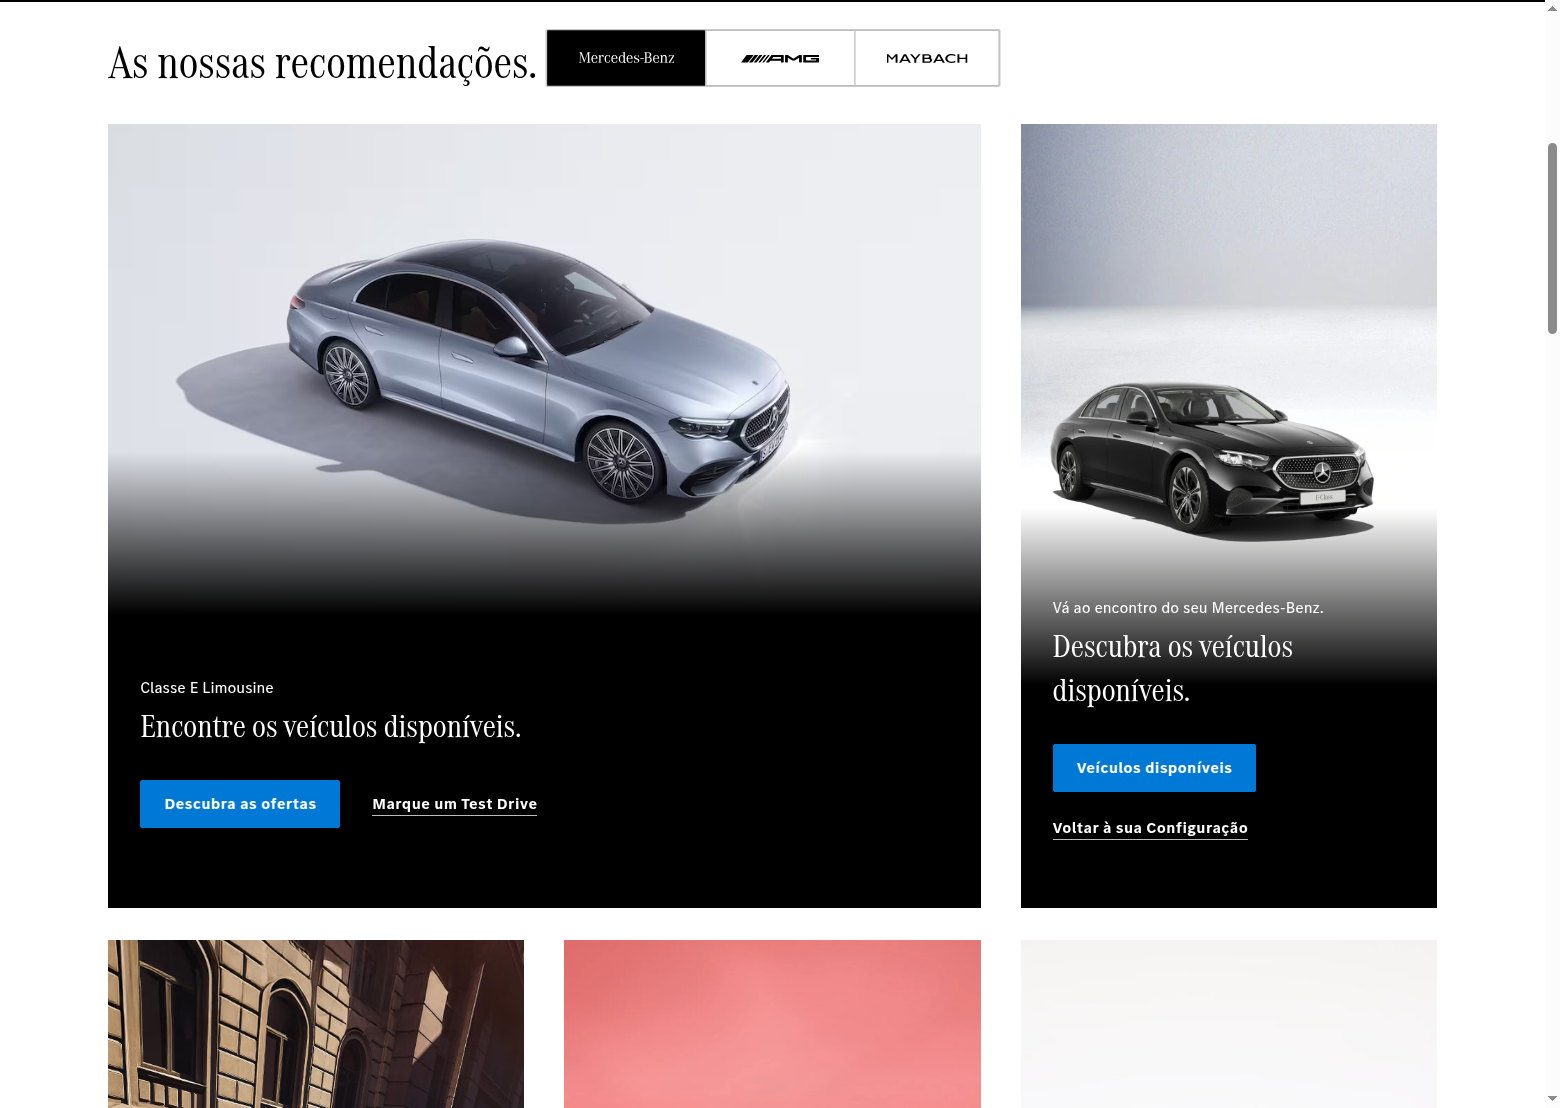 As nossas recomendações.
Mercedes-Benz
AMG
MAYBACH
Classe E Limousine
Encontre os veículos disponíveis.
Descubra as ofertas
Marque um Test Drive
E-Class
Vá ao encontro do seu Mercedes-Benz.
Descubra os veículos
disponíveis.
Veículos disponíveis
Voltar à sua Configuração